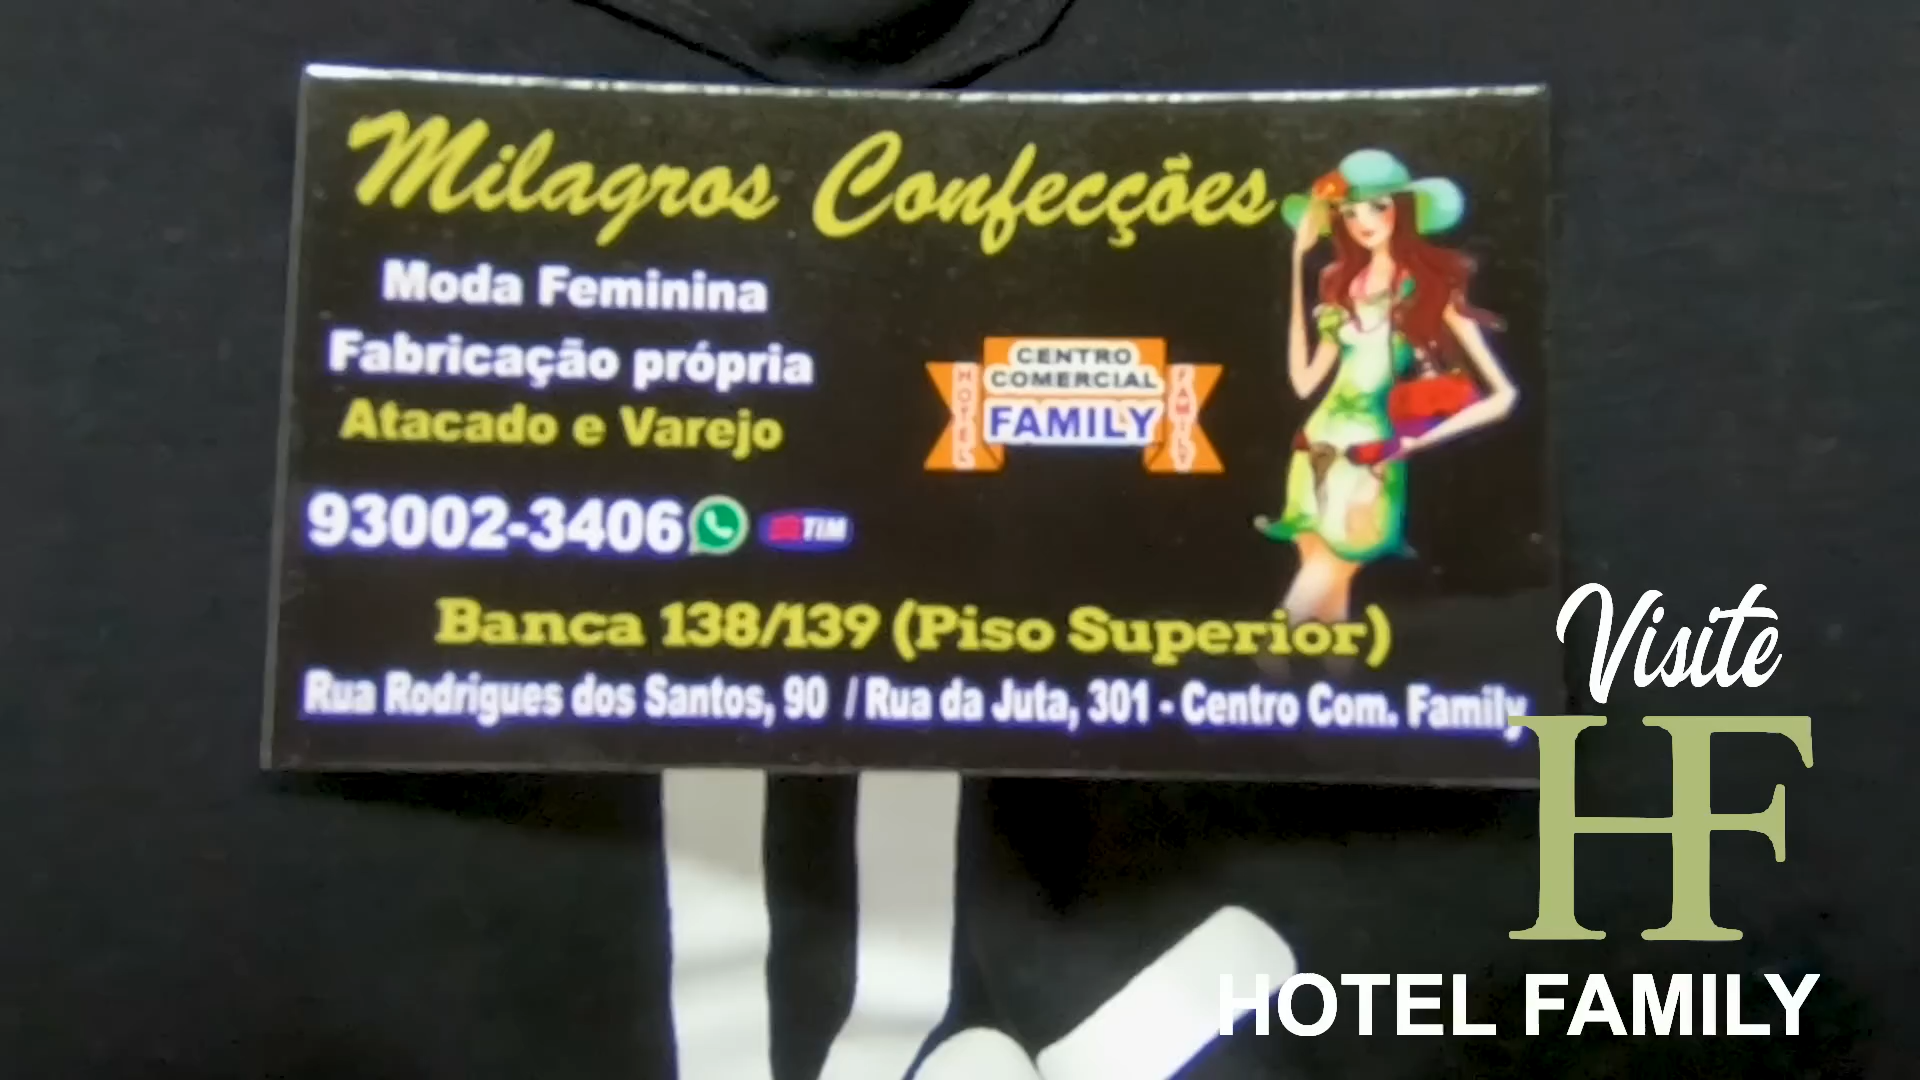 Milagros Confecções
Moda Feminina
Fabricação própria
Atacado e Varejo
HOTEL
CENTRO
COMERCIAL
FAMILY
FAMILY
93002-3406
TIM
Banca 138/139 (Piso Superior)
Rua Rodrigues dos Santos, 90 / Rua da Juta, 301 - Centro Com. Family
Visite
HF
HOTEL FAMILY